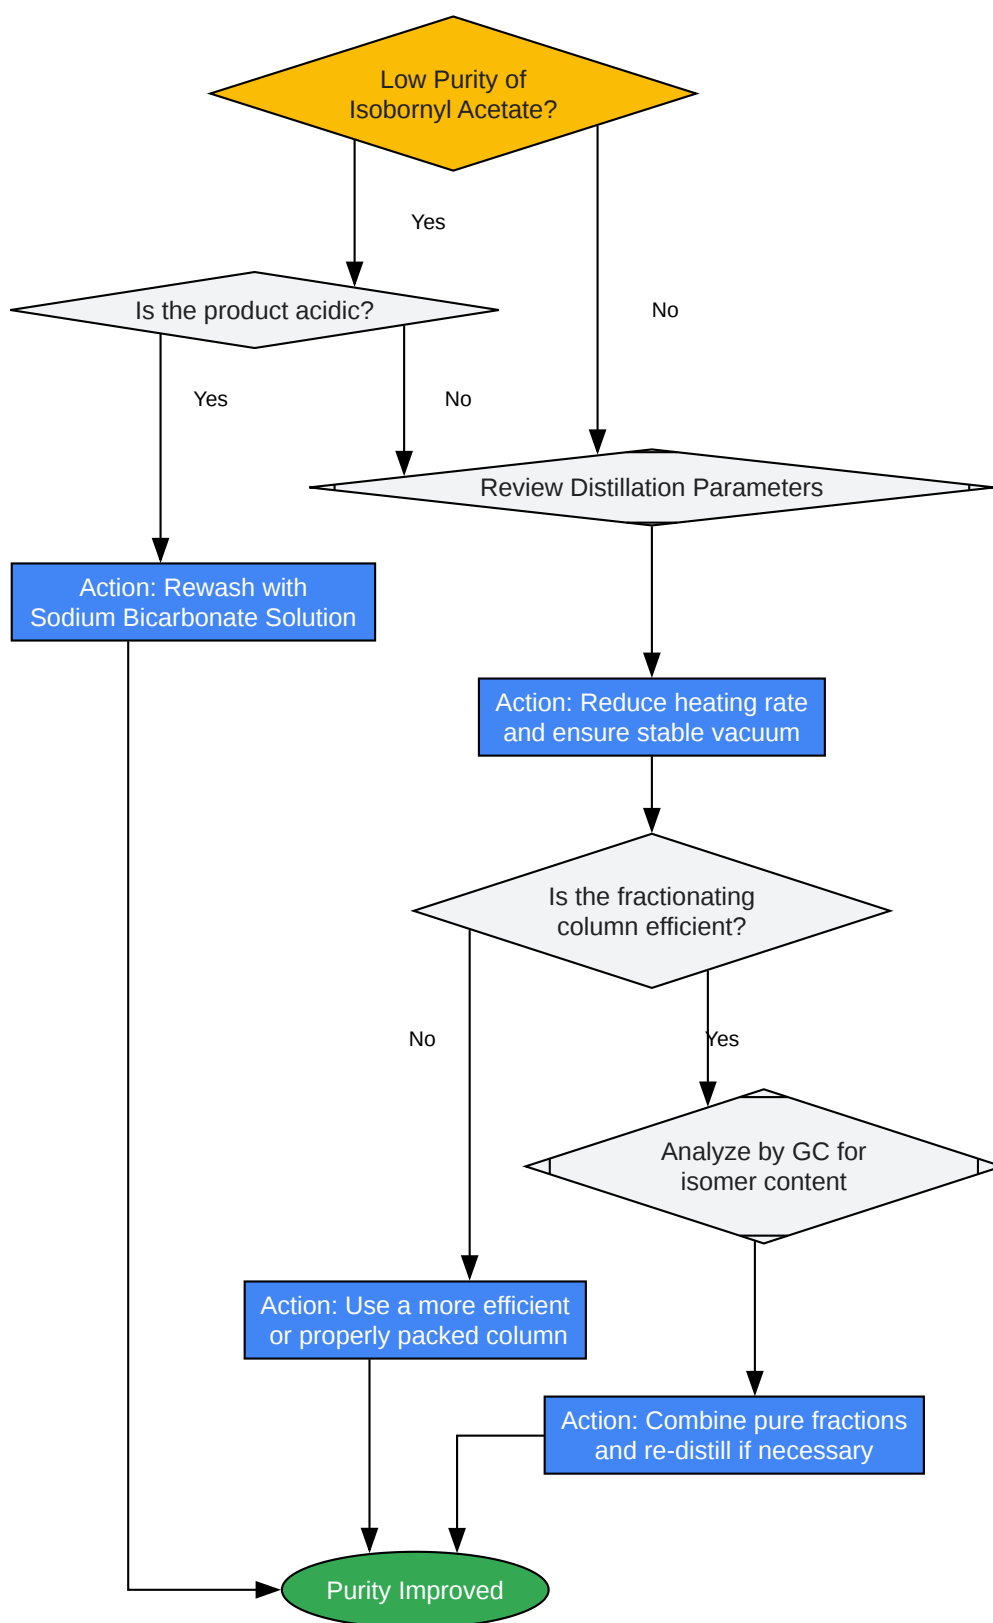 Low Purity of
Isobornyl Acetate?
Yes
Is the product acidic?
No
Yes
No
Review Distillation Parameters
Action: Rewash with
Sodium Bicarbonate Solution
Action: Reduce heating rate
and ensure stable vacuum
Is the fractionating
column efficient?
No
Yes
Analyze by GC for
isomer content
Action: Use a more efficient
or properly packed column
Action: Combine pure fractions
and re-distill if necessary
Purity Improved